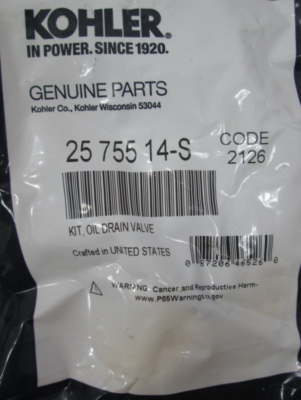 KOHLER
IN POWER. SINCE 1920.
GENUINE PARTS
Kohler Co., Kohler Wisconsin 53044
25 755 14-S
CODE
2126
KIT, OIL DRAIN VALVE
Crafted in UNITED STATES
WARNING: Cancer and Reproductive Harm-
www.P65Warnings.gov